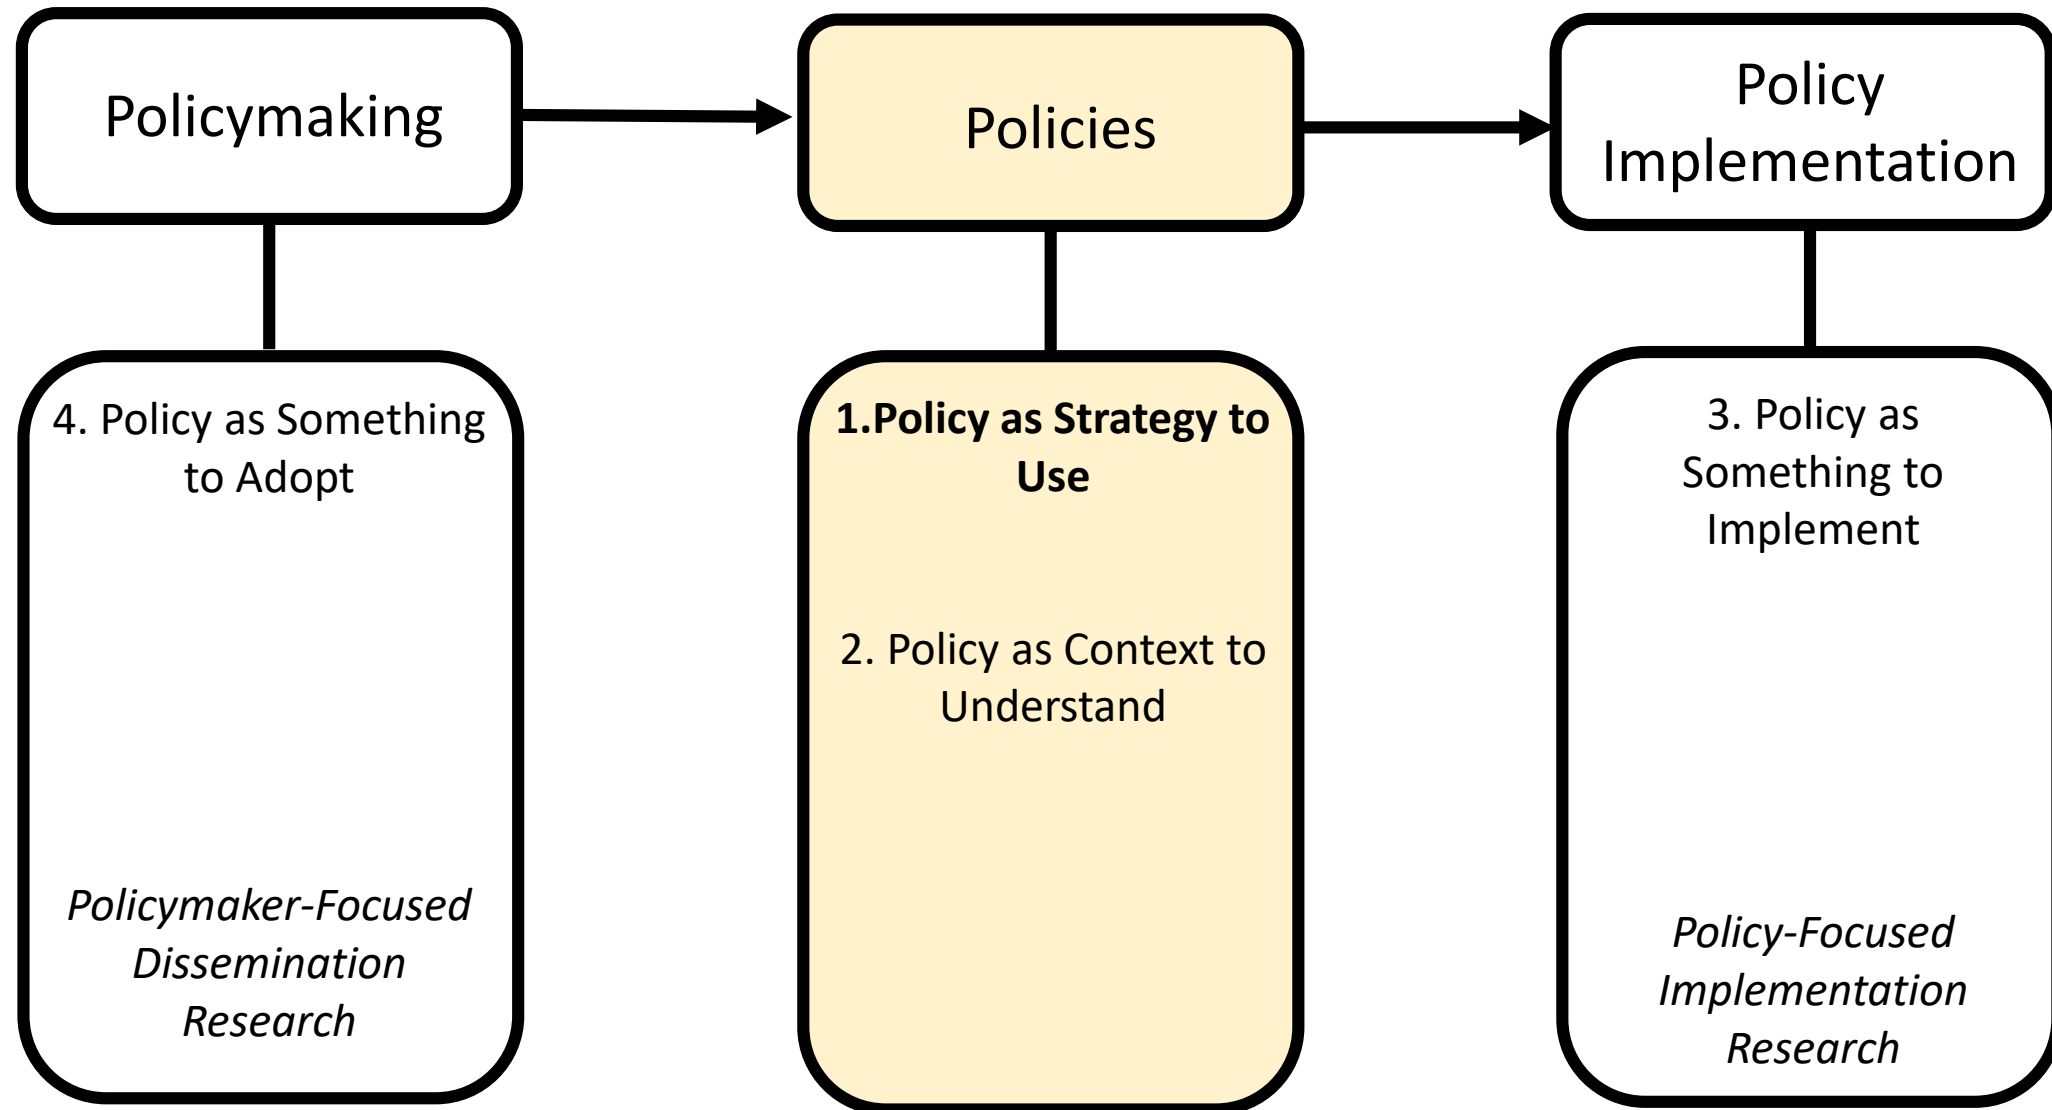 Policymaking
Policies
Policy
Implementation
4. Policy as Something
to Adopt
Policymaker-Focused
Dissemination
Research
1.Policy as Strategy to
Use
2. Policy as Context to
Understand
3. Policy as
Something to
Implement
Policy-Focused
Implementation
Research